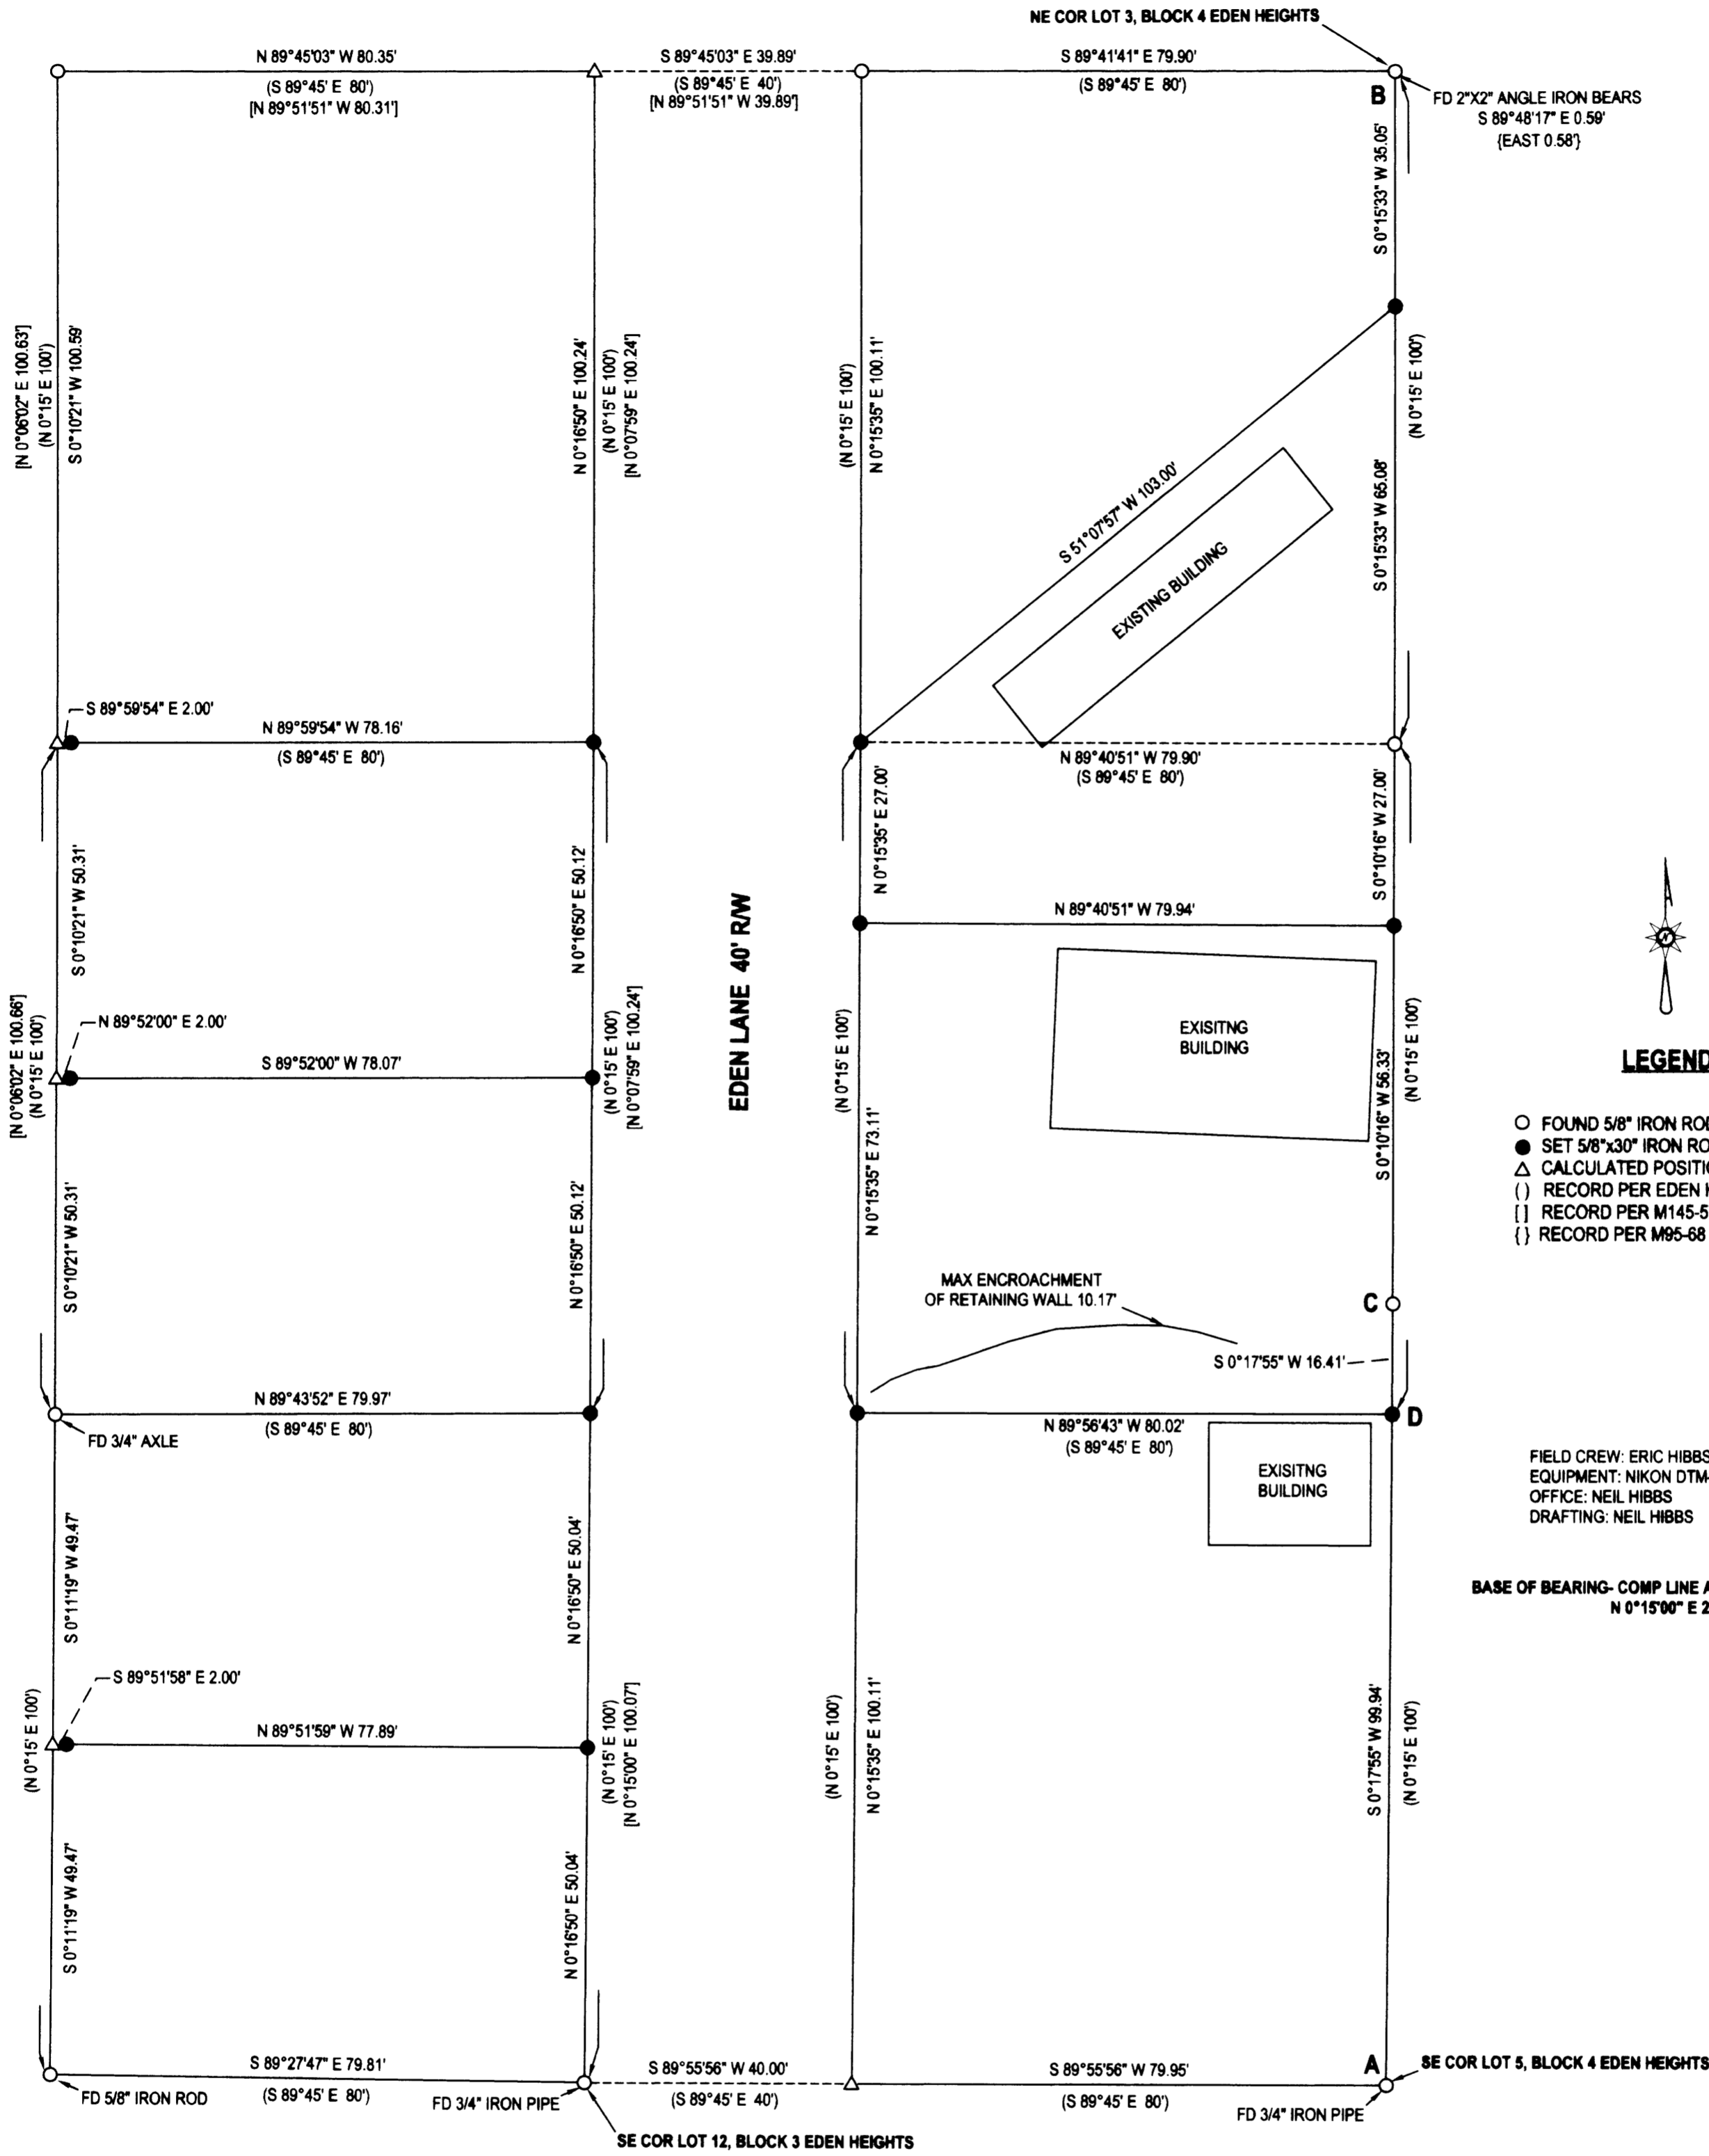 NE COR LOT 3, BLOCK 4 EDEN HEIGHTS
N 89°45'03" W 80.35'
(S 89°45' E 80')
[N 89°51'51" W 80.31']
S 89°45'03" E 39.89'
(S 89°45' E 40')
[N 89°51'51" W 39.89']
S 89°41'41" E 79.90'
(S 89°45' E 80')
B
FD 2"X2" ANGLE IRON BEARS
S 89°48'17" E 0.59'
{EAST 0.58'}
S 0°15'33" W 35.05'
[N 0°06'02" E 100.63']
(N 0°15' E 100')
S 0°10'21" W 100.59'
N 0°16'50" E 100.24'
(N 0°15' E 100')
[N 0°07'59" E 100.24']
(N 0°15' E 100')
N 0°15'35" E 100.11'
(N 0°15' E 100')
S 51°07'57" W 103.00'
S 0°15'33" W 65.08'
EXISTING BUILDING
S 89°59'54" E 2.00'
N 89°59'54" W 78.16'
(S 89°45' E 80')
N 89°40'51" W 79.90'
(S 89°45' E 80')
N 0°15'35" E 27.00'
S 0°10'16" W 27.00'
S 0°10'21" W 50.31'
N 0°16'50" E 50.12'
EDEN LANE 40' R/W
N 89°40'51" W 79.94'
N
[N 0°06'02" E 100.66']
(N 0°15' E 100')
N 89°52'00" E 2.00'
S 89°52'00" W 78.07'
(N 0°15' E 100')
[N 0°07'59" E 100.24']
(N 0°15' E 100')
N 0°15'35" E 73.11'
EXISITNG
BUILDING
S 0°10'16" W 56.33'
(N 0°15' E 100')
LEGEND
FOUND 5/8" IRON ROD
SET 5/8"x30" IRON RO
CALCULATED POSITIO
( ) RECORD PER EDEN H
[ ] RECORD PER M145-5
{ } RECORD PER M95-68
S 0°10'21" W 50.31'
N 0°16'50" E 50.12'
MAX ENCROACHMENT
OF RETAINING WALL 10.17'
C
S 0°17'55" W 16.41'
N 89°43'52" E 79.97'
(S 89°45' E 80')
FD 3/4" AXLE
N 89°56'43" W 80.02'
(S 89°45' E 80')
D
EXISITNG
BUILDING
FIELD CREW: ERIC HIBBS
EQUIPMENT: NIKON DTM-
OFFICE: NEIL HIBBS
DRAFTING: NEIL HIBBS
BASE OF BEARING- COMP LINE A
N 0°15'00" E 2
S 0°11'19" W 49.47'
N 0°16'50" E 50.04'
S 89°51'58" E 2.00'
N 89°51'59" W 77.89'
(N 0°15' E 100')
(N 0°15' E 100')
[N 0°15'00" E 100.07']
(N 0°15' E 100')
N 0°15'35" E 100.11'
S 0°17'55" W 99.94'
(N 0°15' E 100')
S 0°11'19" W 49.47'
N 0°16'50" E 50.04'
S 89°27'47" E 79.81'
(S 89°45' E 80')
FD 5/8" IRON ROD
FD 3/4" IRON PIPE
S 89°55'56" W 40.00'
(S 89°45' E 40')
S 89°55'56" W 79.95'
(S 89°45' E 80')
A
SE COR LOT 5, BLOCK 4 EDEN HEIGHTS
FD 3/4" IRON PIPE
SE COR LOT 12, BLOCK 3 EDEN HEIGHTS